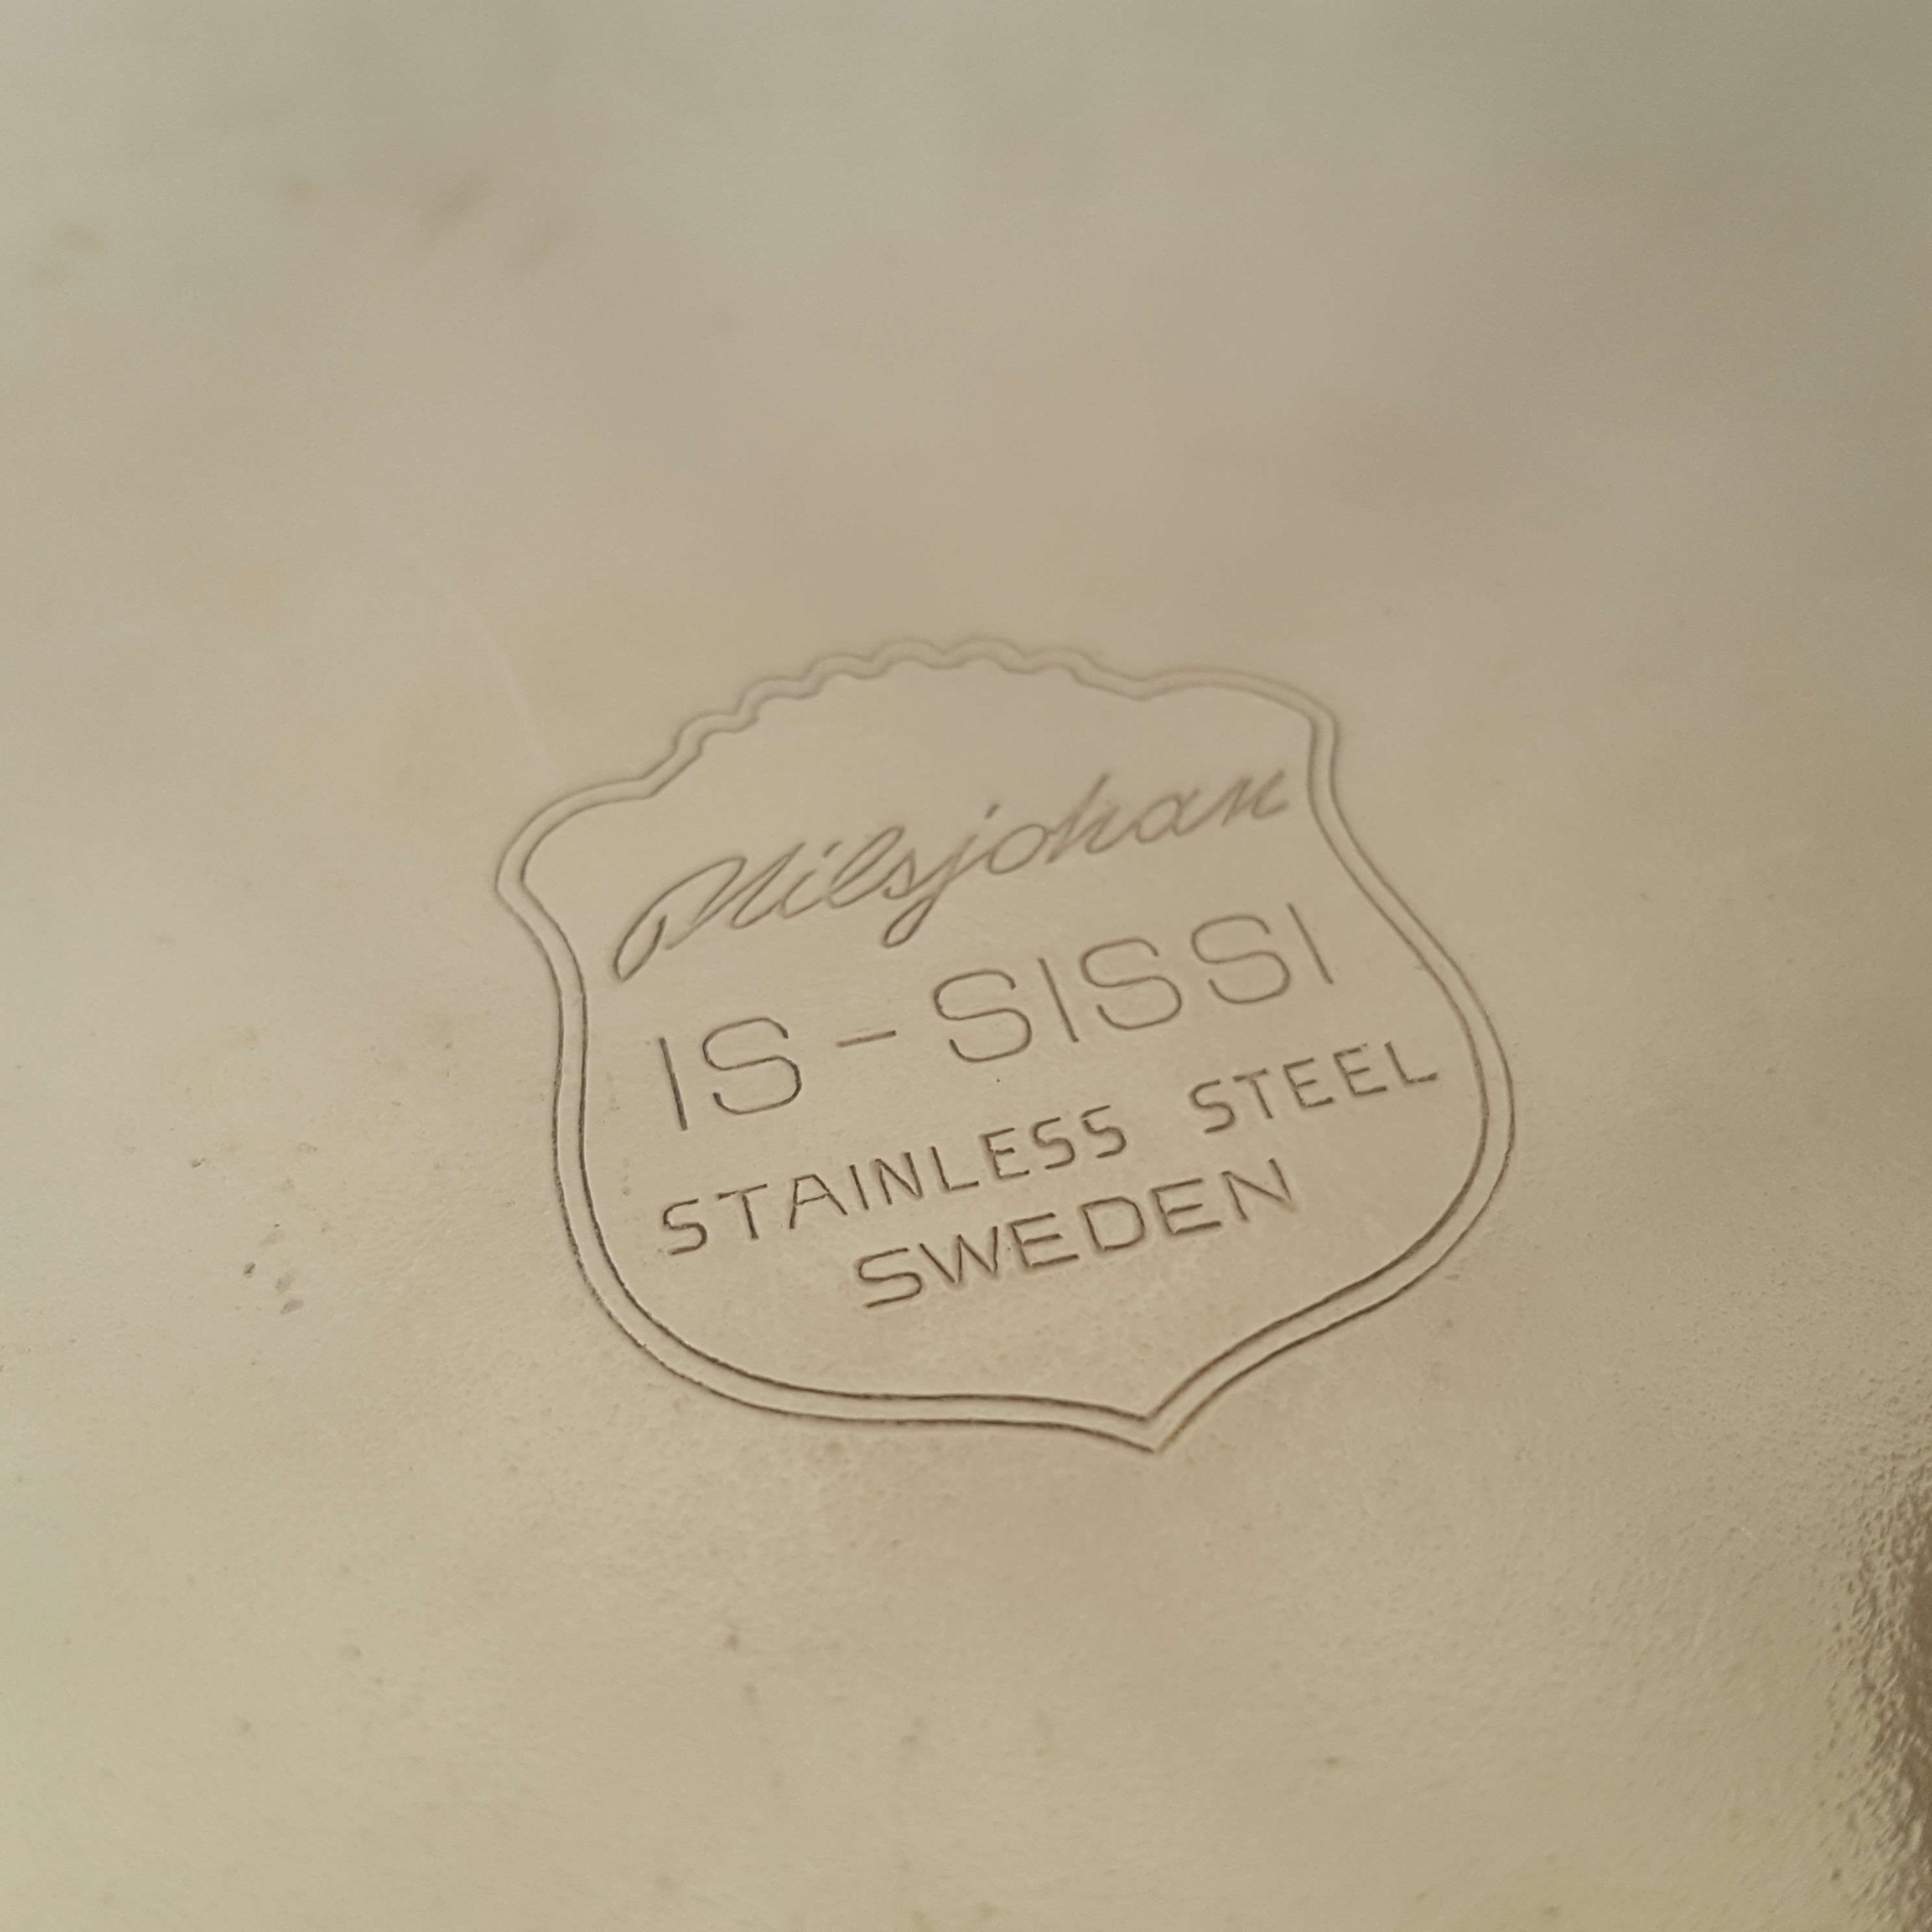 Nilsjohan
IS-SISSI
STAINLESS STEEL
SWEDEN